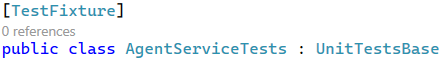 [TestFixture]
0 references
public class AgentServiceTests : UnitTestsBase